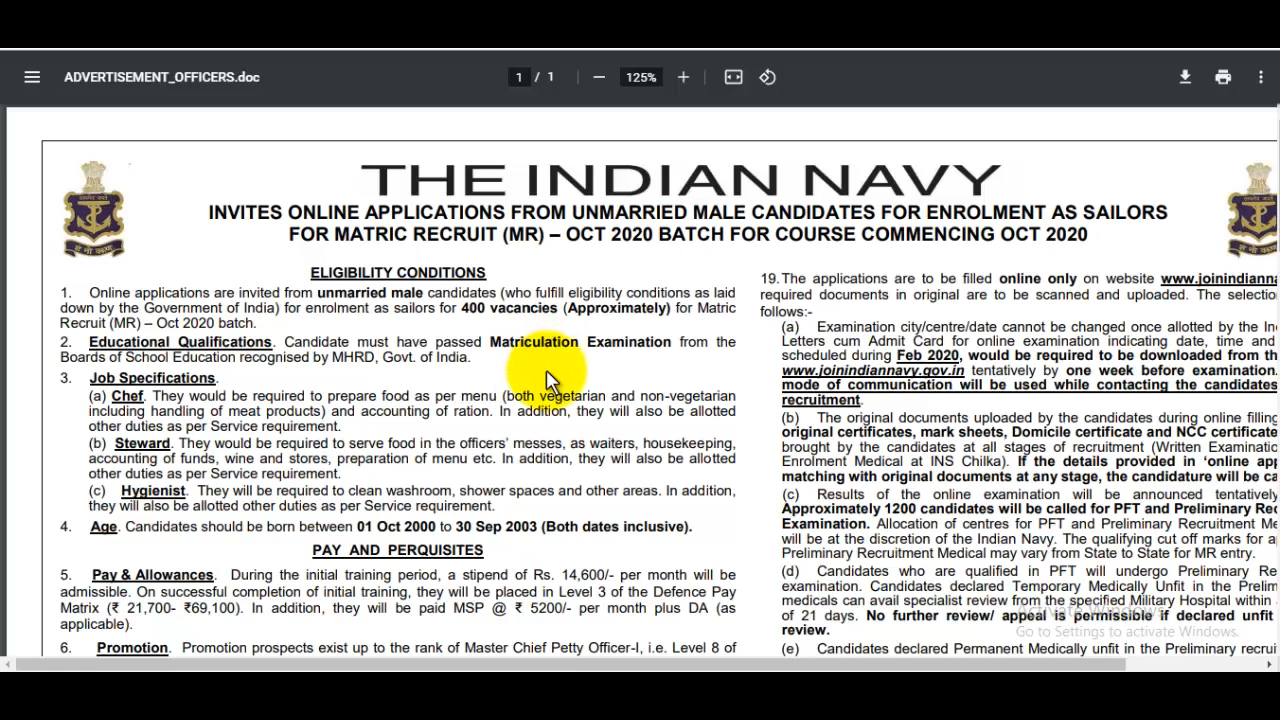 ADVERTISEMENT_OFFICERS.doc
1 / 1
125%
THE INDIAN NAVY
INVITES ONLINE APPLICATIONS FROM UNMARRIED MALE CANDIDATES FOR ENROLMENT AS SAILORS
FOR MATRIC RECRUIT (MR) – OCT 2020 BATCH FOR COURSE COMMENCING OCT 2020
ELIGIBILITY CONDITIONS
1. Online applications are invited from unmarried male candidates (who fulfill eligibility conditions as laid
down by the Government of India) for enrolment as sailors for 400 vacancies (Approximately) for Matric
Recruit (MR) – Oct 2020 batch.
2. Educational Qualifications. Candidate must have passed Matriculation Examination from the
Boards of School Education recognised by MHRD, Govt. of India.
3. Job Specifications.
(a) Chef. They would be required to prepare food as per menu (both vegetarian and non-vegetarian
including handling of meat products) and accounting of ration. In addition, they will also be allotted
other duties as per Service requirement.
(b) Steward. They would be required to serve food in the officers' messes, as waiters, housekeeping,
accounting of funds, wine and stores, preparation of menu etc. In addition, they will also be allotted
other duties as per Service requirement.
(c) Hygienist. They will be required to clean washroom, shower spaces and other areas. In addition,
they will also be allotted other duties as per Service requirement.
4. Age. Candidates should be born between 01 Oct 2000 to 30 Sep 2003 (Both dates inclusive).
PAY AND PERQUISITES
5. Pay & Allowances. During the initial training period, a stipend of Rs. 14,600/- per month will be
admissible. On successful completion of initial training, they will be placed in Level 3 of the Defence Pay
Matrix (₹ 21,700- ₹69,100). In addition, they will be paid MSP @ ₹ 5200/- per month plus DA (as
applicable).
6. Promotion. Promotion prospects exist up to the rank of Master Chief Petty Officer-I, i.e. Level 8 of
19.The applications are to be filled online only on website www.joinindianna
required documents in original are to be scanned and uploaded. The selectio
follows:-
(a) Examination city/centre/date cannot be changed once allotted by the In
Letters cum Admit Card for online examination indicating date, time and
scheduled during Feb 2020, would be required to be downloaded from th
www.joinindiannavy.gov.in tentatively by one week before examination.
mode of communication will be used while contacting the candidates
recruitment.
(b) The original documents uploaded by the candidates during online filling
original certificates, mark sheets, Domicile certificate and NCC certificate
brought by the candidates at all stages of recruitment (Written Examinatio
Enrolment Medical at INS Chilka). If the details provided in 'online app
matching with original documents at any stage, the candidature will be ca
(c) Results of the online examination will be announced tentatively
Approximately 1200 candidates will be called for PFT and Preliminary Rec
Examination. Allocation of centres for PFT and Preliminary Recruitment Me
will be at the discretion of the Indian Navy. The qualifying cut off marks for a
Preliminary Recruitment Medical may vary from State to State for MR entry.
(d) Candidates who are qualified in PFT will undergo Preliminary Re
examination. Candidates declared Temporary Medically Unfit in the Prelim
medicals can avail specialist review from the specified Military Hospital within
of 21 days. No further review/ appeal is permissible if declared unfit
review.
(e) Candidates declared Permanent Medically unfit in the Preliminary recrui
Activate Windows
Go to Settings to activate Windows.